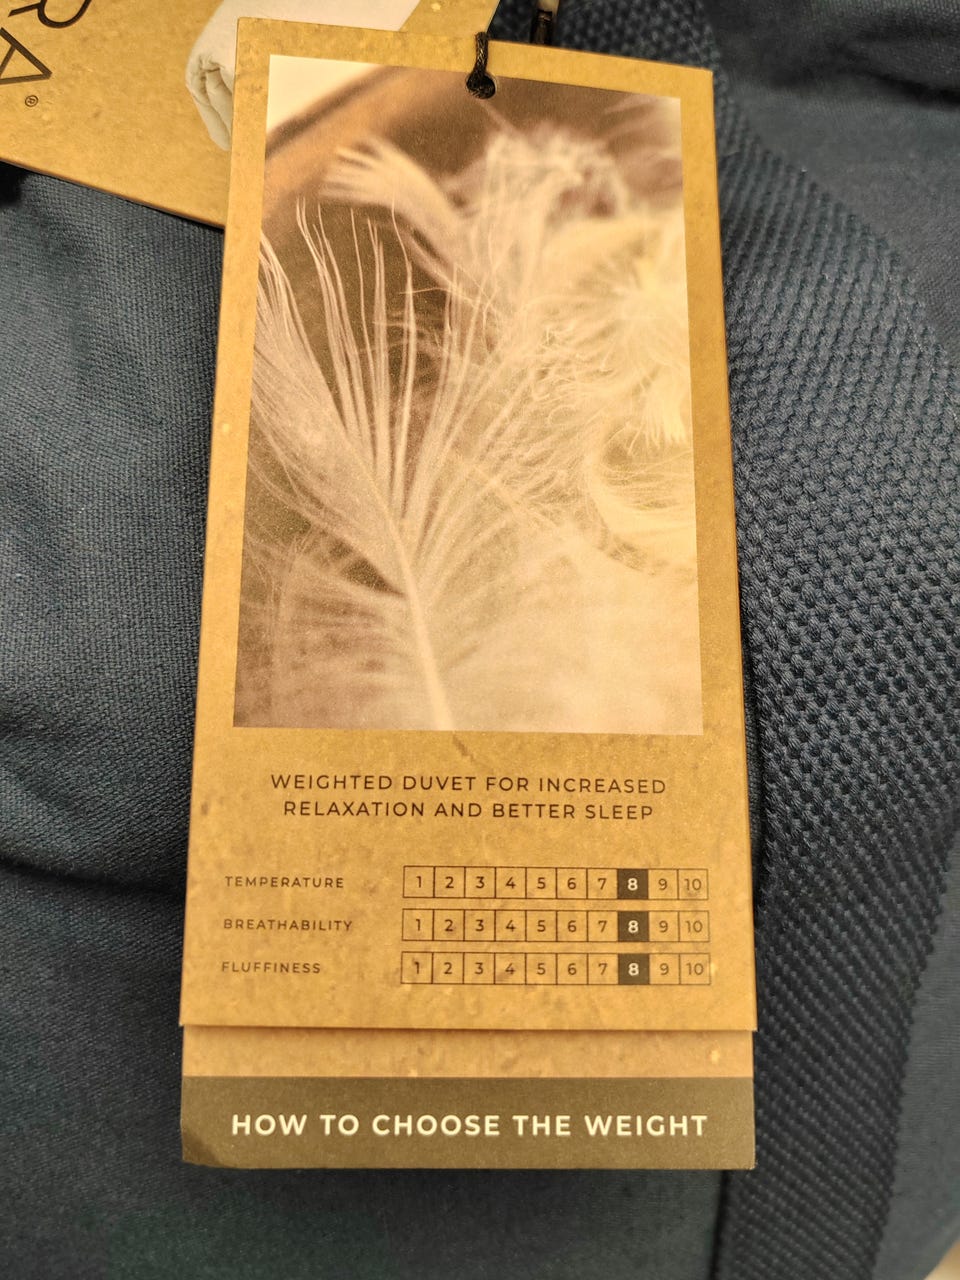 RA®
WEIGHTED DUVET FOR INCREASED
RELAXATION AND BETTER SLEEP
TEMPERATURE 1 2 3 4 5 6 7 8 9 10
BREATHABILITY 1 2 3 4 5 6 7 8 9 10
FLUFFINESS 1 2 3 4 5 6 7 8 9 10
HOW TO CHOOSE THE WEIGHT